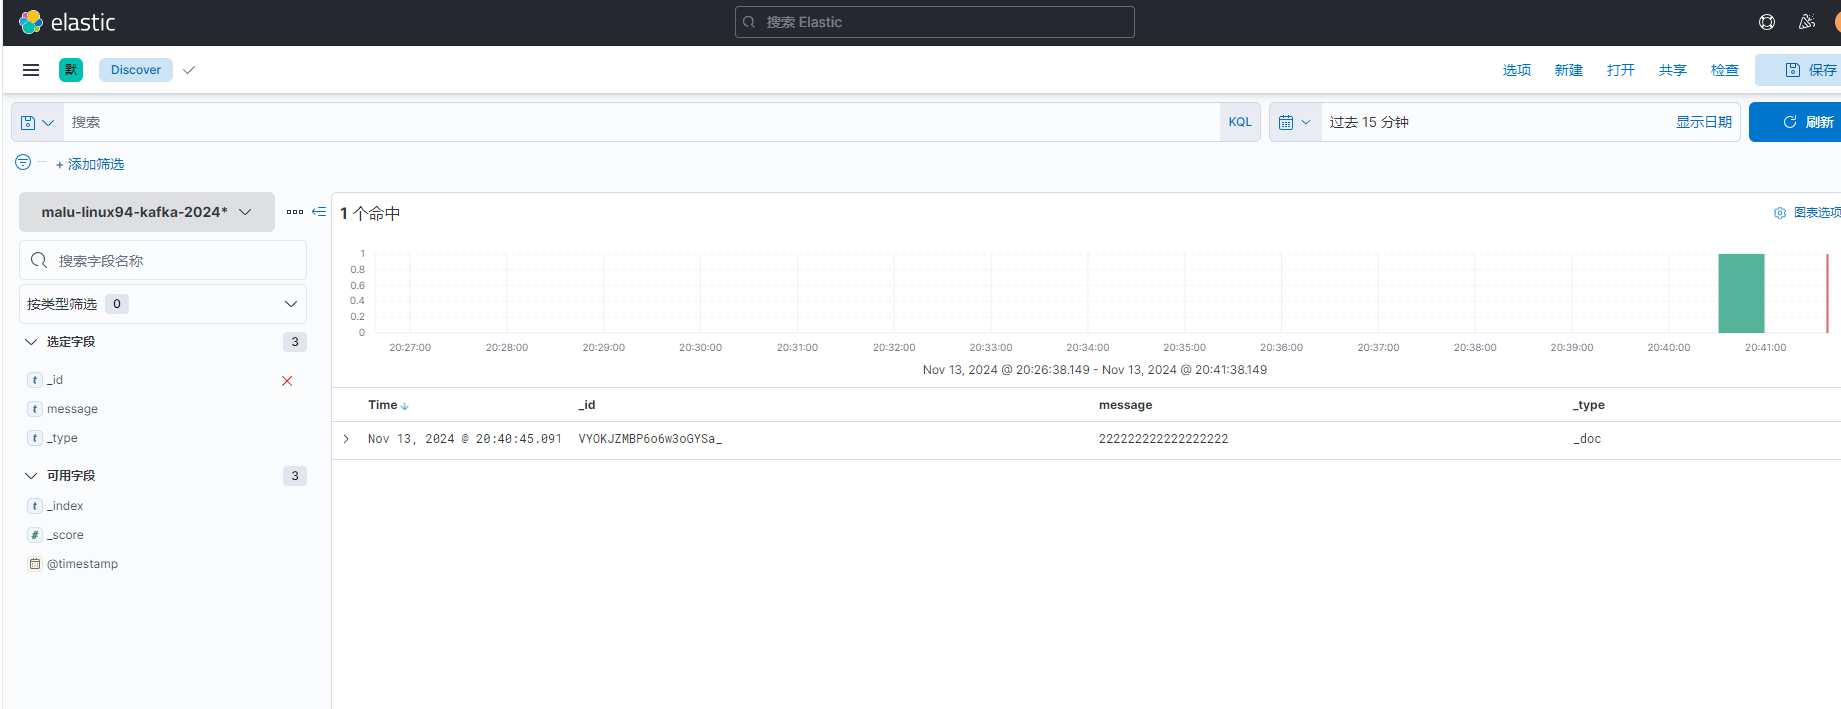 elastic
搜索 Elastic
默 Discover
选项 新建 打开 共享 检查 保存
搜索 KQL 过去 15 分钟 显示日期 刷新
+ 添加筛选
malu-linux94-kafka-2024*
搜索字段名称
按类型筛选 0
选定字段 3
t _id
t message
t _type
可用字段 3
t _index
# _score
@timestamp
1 个命中
图表选项
1
0.8
0.6
0.4
0.2
0
20:27:00 20:28:00 20:29:00 20:30:00 20:31:00 20:32:00 20:33:00 20:34:00 20:35:00 20:36:00 20:37:00 20:38:00 20:39:00 20:40:00 20:41:00
Nov 13, 2024 @ 20:26:38.149 - Nov 13, 2024 @ 20:41:38.149
Time _id message _type
Nov 13, 2024 @ 20:40:45.091 VYOKJZMBP6o6w3oGYSa_ 222222222222222222 _doc